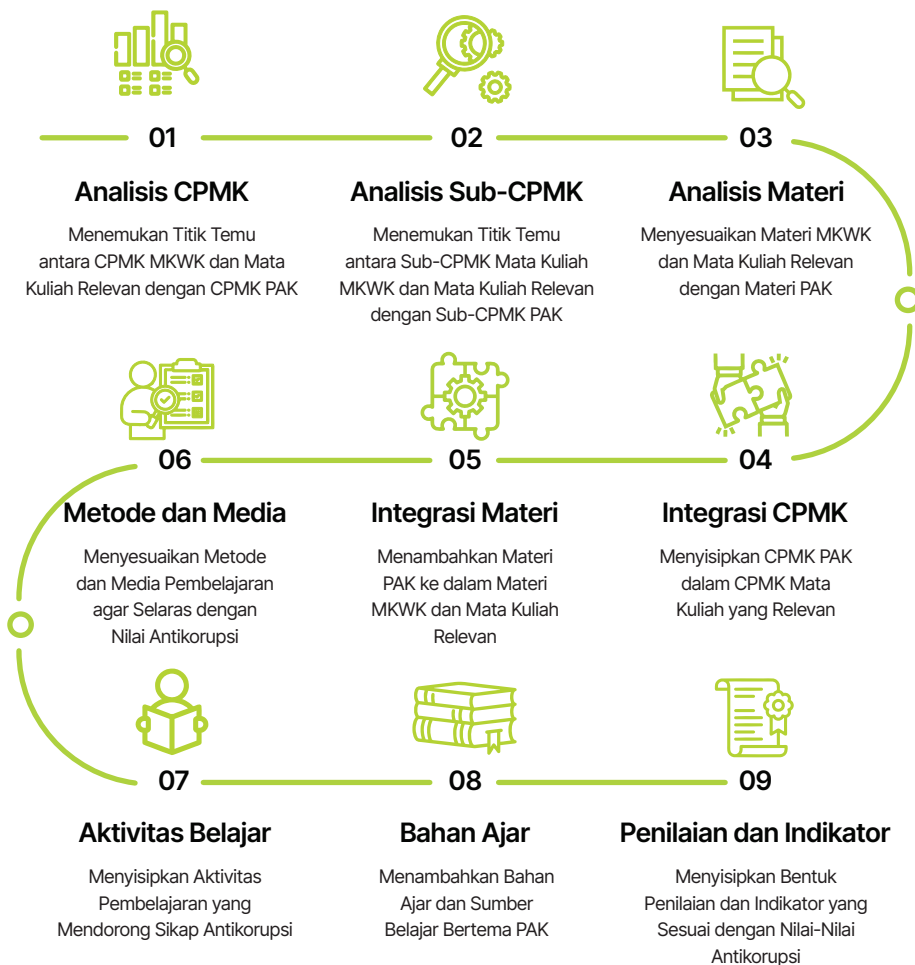 01
Analisis CPMK
Menemukan Titik Temu
antara CPMK MKWK dan Mata
Kuliah Relevan dengan CPMK PAK
02
Analisis Sub-CPMK
Menemukan Titik Temu
antara Sub-CPMK Mata Kuliah
MKWK dan Mata Kuliah Relevan
dengan Sub-CPMK PAK
03
Analisis Materi
Menyesuaikan Materi MKWK
dan Mata Kuliah Relevan
dengan Materi PAK
04
Integrasi CPMK
Menyisipkan CPMK PAK
dalam CPMK Mata
Kuliah yang Relevan
05
Integrasi Materi
Menambahkan Materi
PAK ke dalam Materi
MKWK dan Mata Kuliah
Relevan
06
Metode dan Media
Menyesuaikan Metode
dan Media Pembelajaran
agar Selaras dengan
Nilai Antikorupsi
07
Aktivitas Belajar
Menyisipkan Aktivitas
Pembelajaran yang
Mendorong Sikap Antikorupsi
08
Bahan Ajar
Menambahkan Bahan
Ajar dan Sumber
Belajar Bertema PAK
09
Penilaian dan Indikator
Menyisipkan Bentuk
Penilaian dan Indikator yang
Sesuai dengan Nilai-Nilai
Antikorupsi